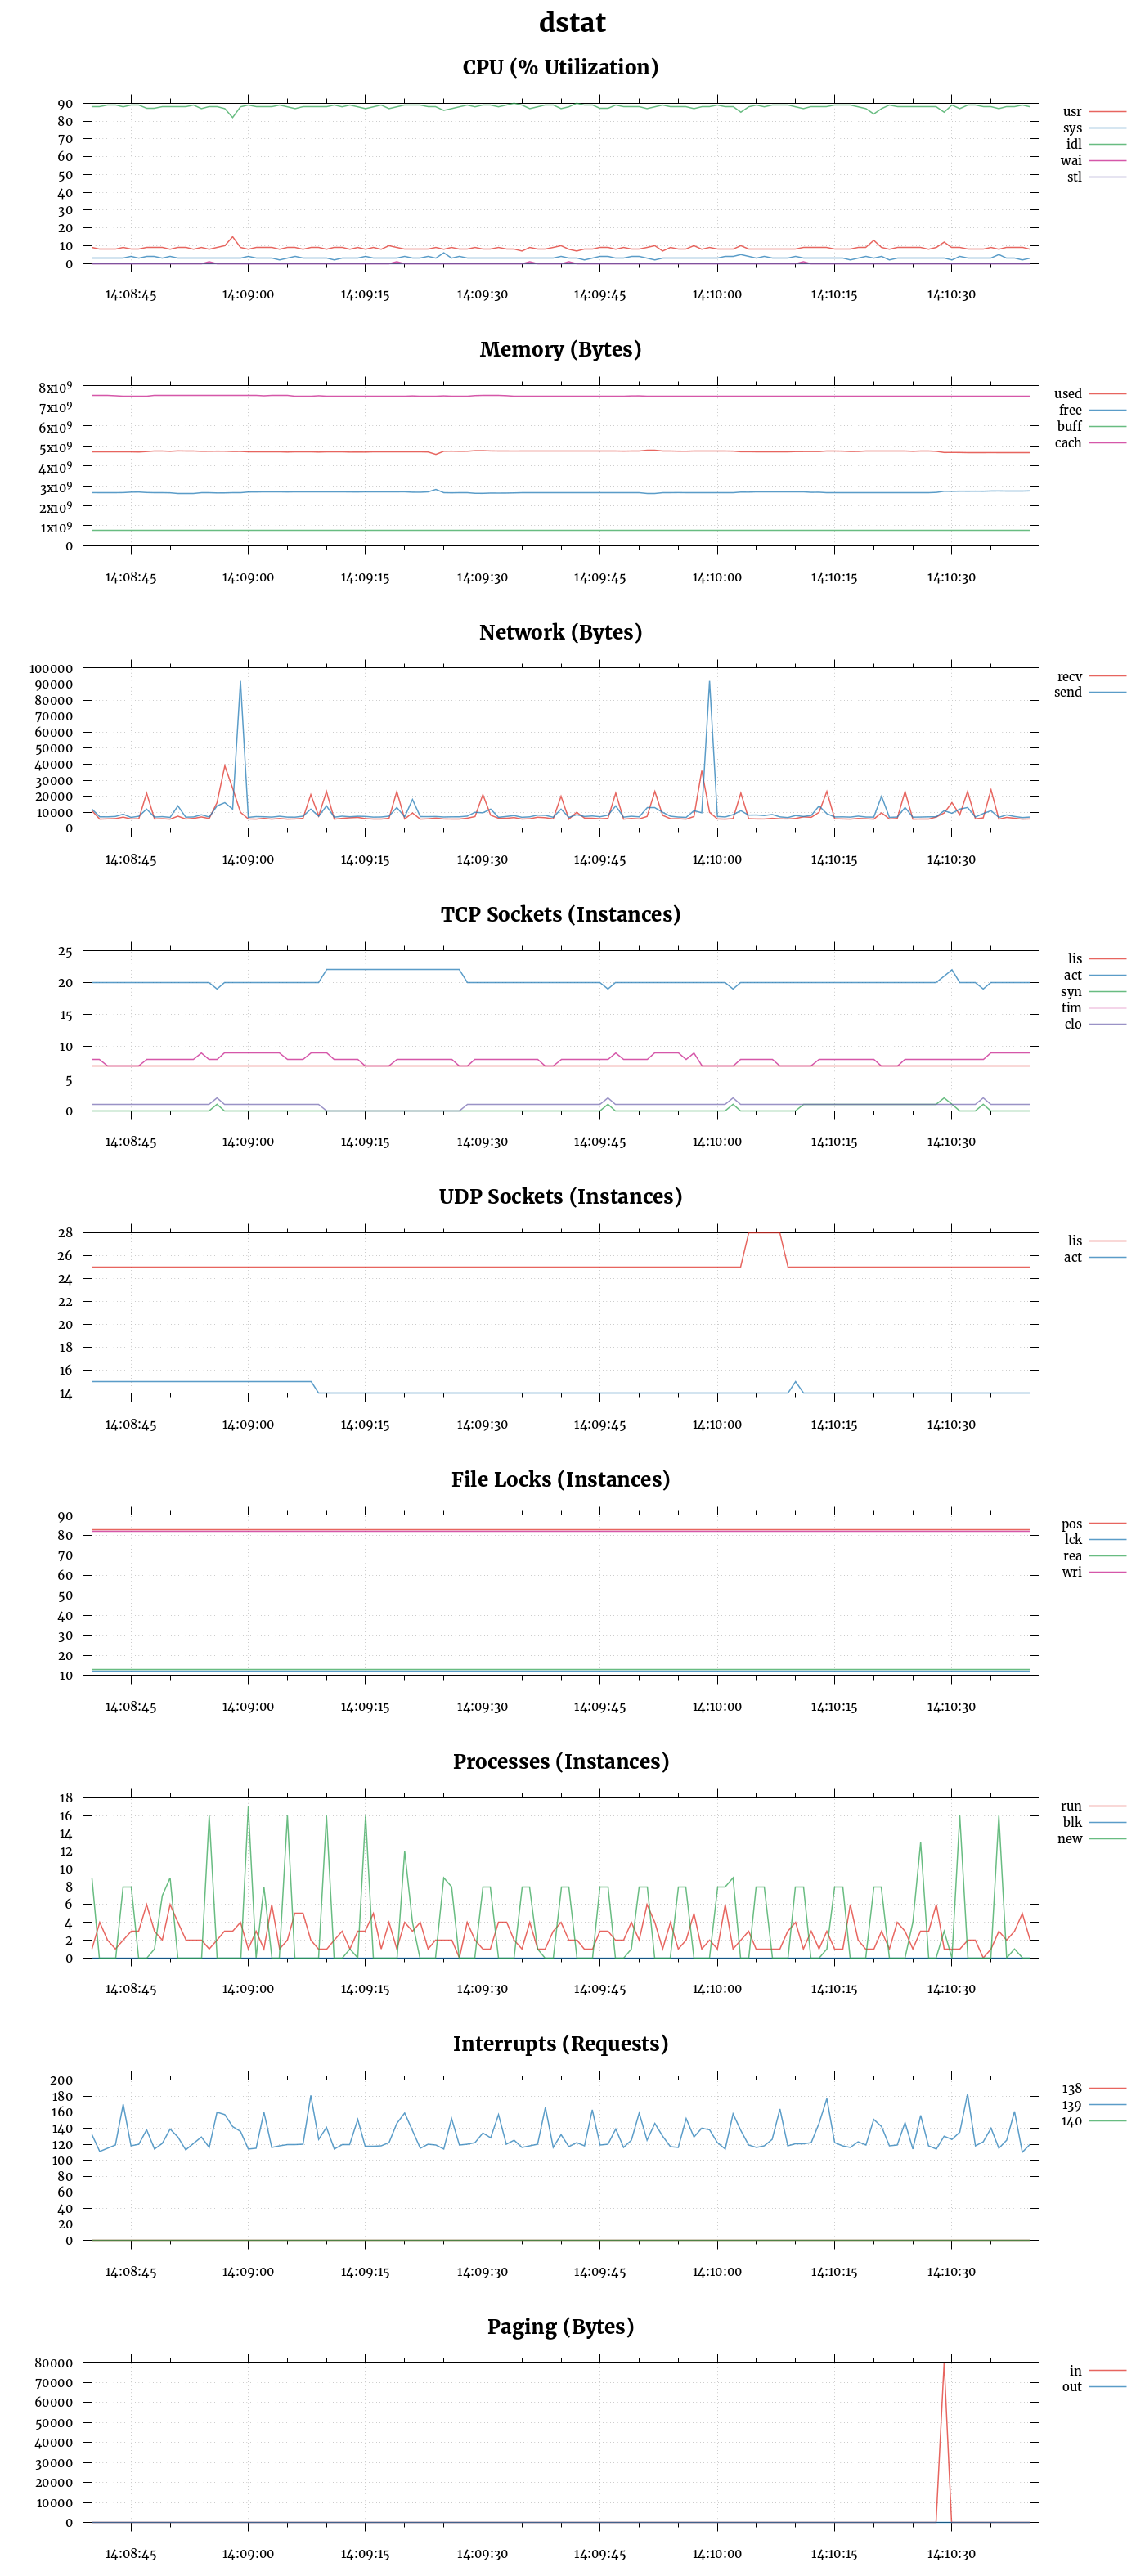 dstat
CPU (% Utilization)
90
80
70
60
50
40
30
20
10
0
14:08:45 14:09:00 14:09:15 14:09:30 14:09:45 14:10:00 14:10:15 14:10:30
usr
sys
idl
wai
stl
Memory (Bytes)
8x10⁹
7x10⁹
6x10⁹
5x10⁹
4x10⁹
3x10⁹
2x10⁹
1x10⁹
0
14:08:45 14:09:00 14:09:15 14:09:30 14:09:45 14:10:00 14:10:15 14:10:30
used
free
buff
cach
Network (Bytes)
100000
90000
80000
70000
60000
50000
40000
30000
20000
10000
0
14:08:45 14:09:00 14:09:15 14:09:30 14:09:45 14:10:00 14:10:15 14:10:30
recv
send
TCP Sockets (Instances)
25
20
15
10
5
0
14:08:45 14:09:00 14:09:15 14:09:30 14:09:45 14:10:00 14:10:15 14:10:30
lis
act
syn
tim
clo
UDP Sockets (Instances)
28
26
24
22
20
18
16
14
14:08:45 14:09:00 14:09:15 14:09:30 14:09:45 14:10:00 14:10:15 14:10:30
lis
act
File Locks (Instances)
90
80
70
60
50
40
30
20
10
14:08:45 14:09:00 14:09:15 14:09:30 14:09:45 14:10:00 14:10:15 14:10:30
pos
lck
rea
wri
Processes (Instances)
18
16
14
12
10
8
6
4
2
0
14:08:45 14:09:00 14:09:15 14:09:30 14:09:45 14:10:00 14:10:15 14:10:30
run
blk
new
Interrupts (Requests)
200
180
160
140
120
100
80
60
40
20
0
14:08:45 14:09:00 14:09:15 14:09:30 14:09:45 14:10:00 14:10:15 14:10:30
138
139
140
Paging (Bytes)
80000
70000
60000
50000
40000
30000
20000
10000
0
14:08:45 14:09:00 14:09:15 14:09:30 14:09:45 14:10:00 14:10:15 14:10:30
in
out